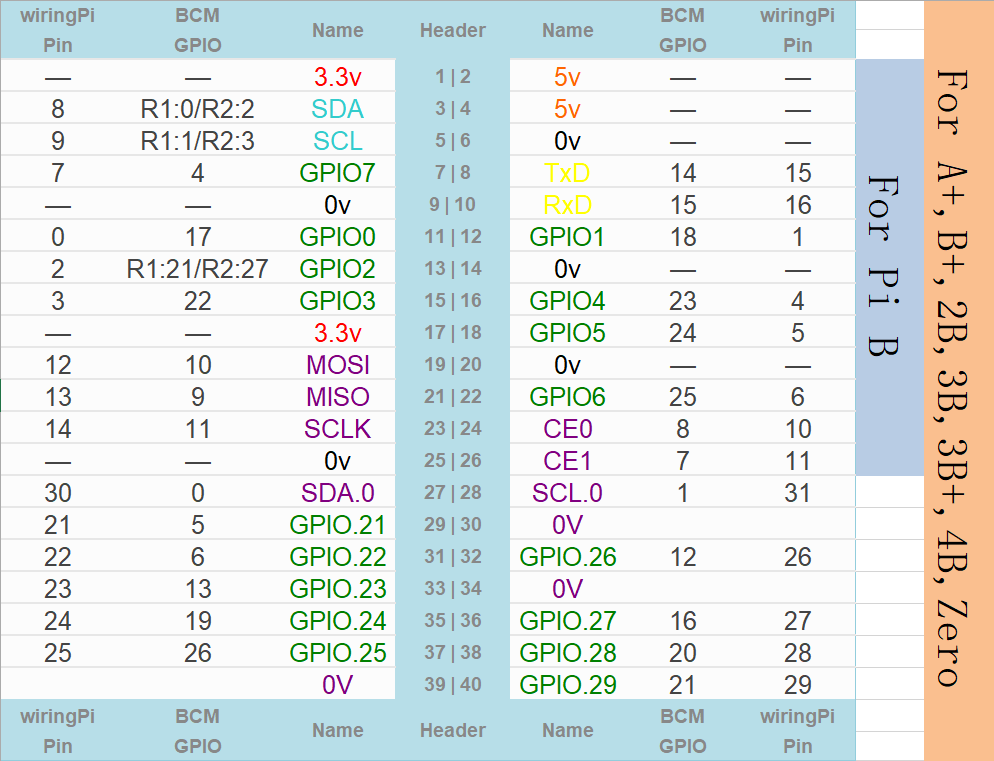 wiringPi Pin BCM GPIO Name Header Name BCM GPIO wiringPi Pin
— — 3.3v 1 | 2 5v — —
8 R1:0/R2:2 SDA 3 | 4 5v — —
9 R1:1/R2:3 SCL 5 | 6 0v — —
7 4 GPIO7 7 | 8 TxD 14 15
— — 0v 9 | 10 RxD 15 16
0 17 GPIO0 11 | 12 GPIO1 18 1
2 R1:21/R2:27 GPIO2 13 | 14 0v — —
3 22 GPIO3 15 | 16 GPIO4 23 4
— — 3.3v 17 | 18 GPIO5 24 5
12 10 MOSI 19 | 20 0v — —
13 9 MISO 21 | 22 GPIO6 25 6
14 11 SCLK 23 | 24 CE0 8 10
— — 0v 25 | 26 CE1 7 11
30 0 SDA.0 27 | 28 SCL.0 1 31
21 5 GPIO.21 29 | 30 0V
22 6 GPIO.22 31 | 32 GPIO.26 12 26
23 13 GPIO.23 33 | 34 0V
24 19 GPIO.24 35 | 36 GPIO.27 16 27
25 26 GPIO.25 37 | 38 GPIO.28 20 28
0V 39 | 40 GPIO.29 21 29
wiringPi Pin BCM GPIO Name Header Name BCM GPIO wiringPi Pin
For Pi B
For A+, B+, 2B, 3B, 3B+, 4B, Zero